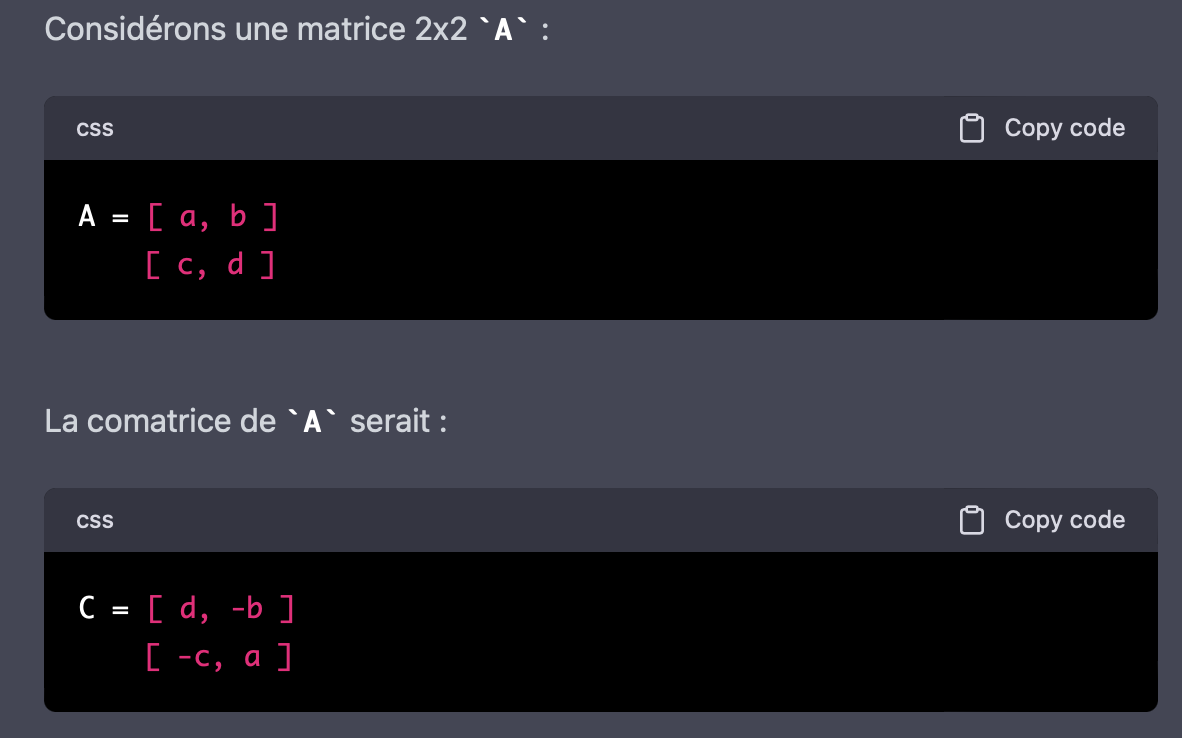 Considérons une matrice 2x2 `A` :
css Copy code
A = [ a, b ]
[ c, d ]
La comatrice de `A` serait :
css Copy code
C = [ d, -b ]
[ -c, a ]